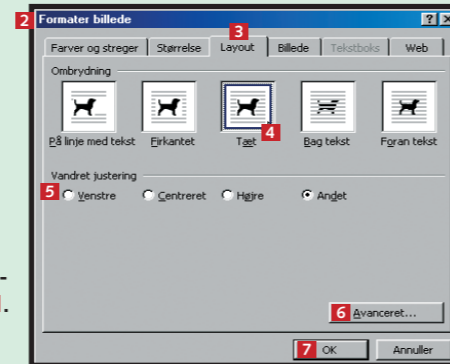 2 Formater billede
3
Farver og streger Størrelse Layout Billede Tekstboks Web
Ombrydning
På linje med tekst Firkantet Tæt Bag tekst Foran tekst
4
Vandret justering
5 Venstre Centreret Højre Andet
-
.
6 Avanceret...
7 OK Annuller